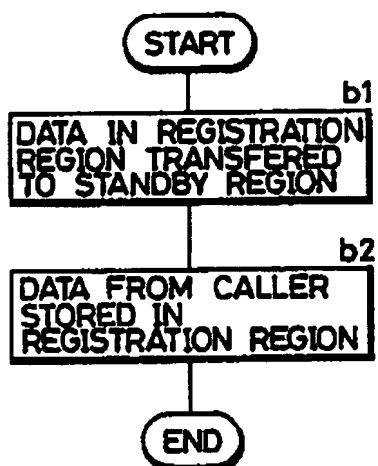 START
b1
DATA IN REGISTRATION
REGION TRANSFERED
TO STANDBY REGION
b2
DATA FROM CALLER
STORED IN
REGISTRATION REGION
END